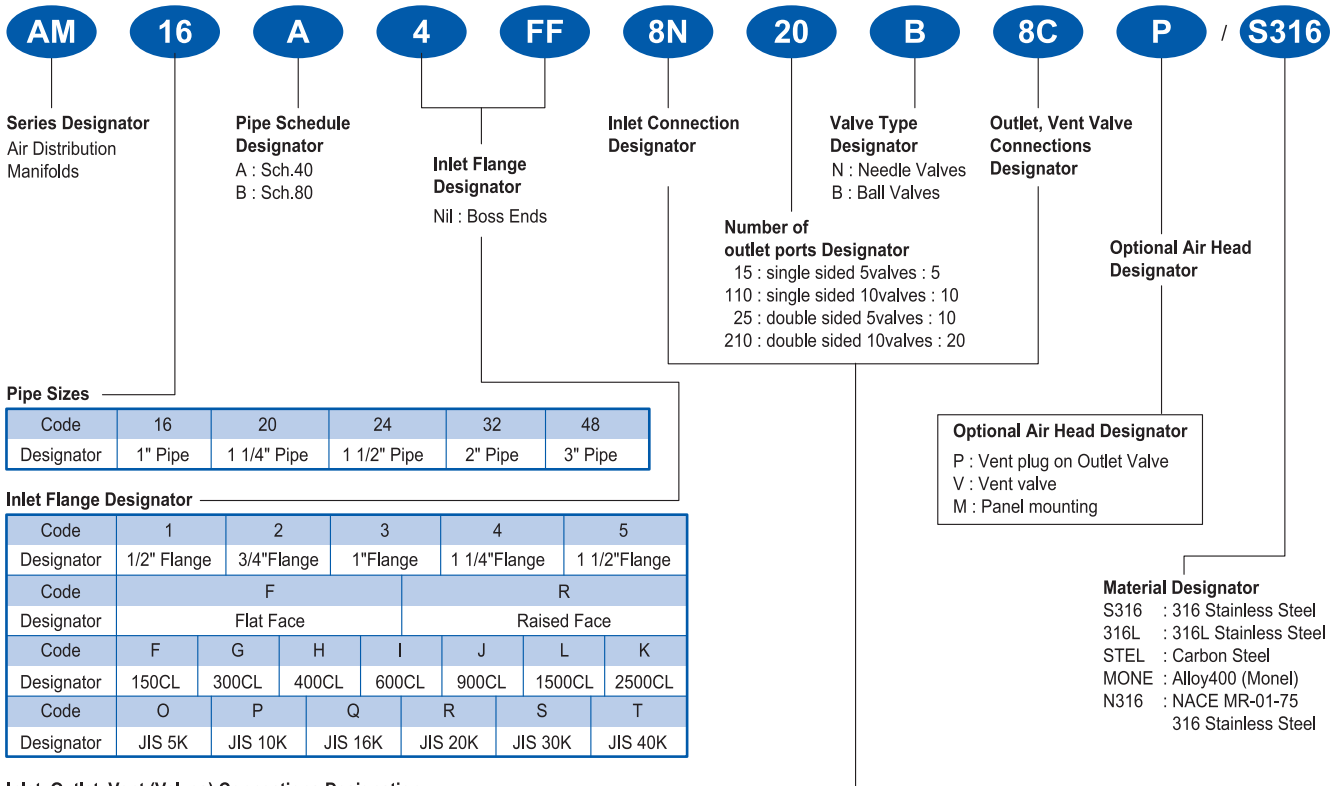 AM 16 A 4 FF 8N 20 B 8C P / S316
Series Designator
Air Distribution
Manifolds
Pipe Schedule
Designator
A : Sch.40
B : Sch.80
Inlet Flange
Designator
Nil : Boss Ends
Inlet Connection
Designator
Number of
outlet ports Designator
15 : single sided 5valves : 5
110 : single sided 10valves : 10
25 : double sided 5valves : 10
210 : double sided 10valves : 20
Valve Type
Designator
N : Needle Valves
B : Ball Valves
Outlet, Vent Valve
Connections
Designator
Optional Air Head
Designator
Pipe Sizes
Code 16 20 24 32 48
Designator 1" Pipe 1 1/4" Pipe 1 1/2" Pipe 2" Pipe 3" Pipe
Optional Air Head Designator
P : Vent plug on Outlet Valve
V : Vent valve
M : Panel mounting
Inlet Flange Designator
Code 1 2 3 4 5
Designator 1/2" Flange 3/4"Flange 1"Flange 1 1/4"Flange 1 1/2"Flange
Code F R
Designator Flat Face Raised Face
Code F G H I J L K
Designator 150CL 300CL 400CL 600CL 900CL 1500CL 2500CL
Code O P Q R S T
Designator JIS 5K JIS 10K JIS 16K JIS 20K JIS 30K JIS 40K
Material Designator
S316 : 316 Stainless Steel
316L : 316L Stainless Steel
STEL : Carbon Steel
MONE : Alloy400 (Monel)
N316 : NACE MR-01-75
316 Stainless Steel